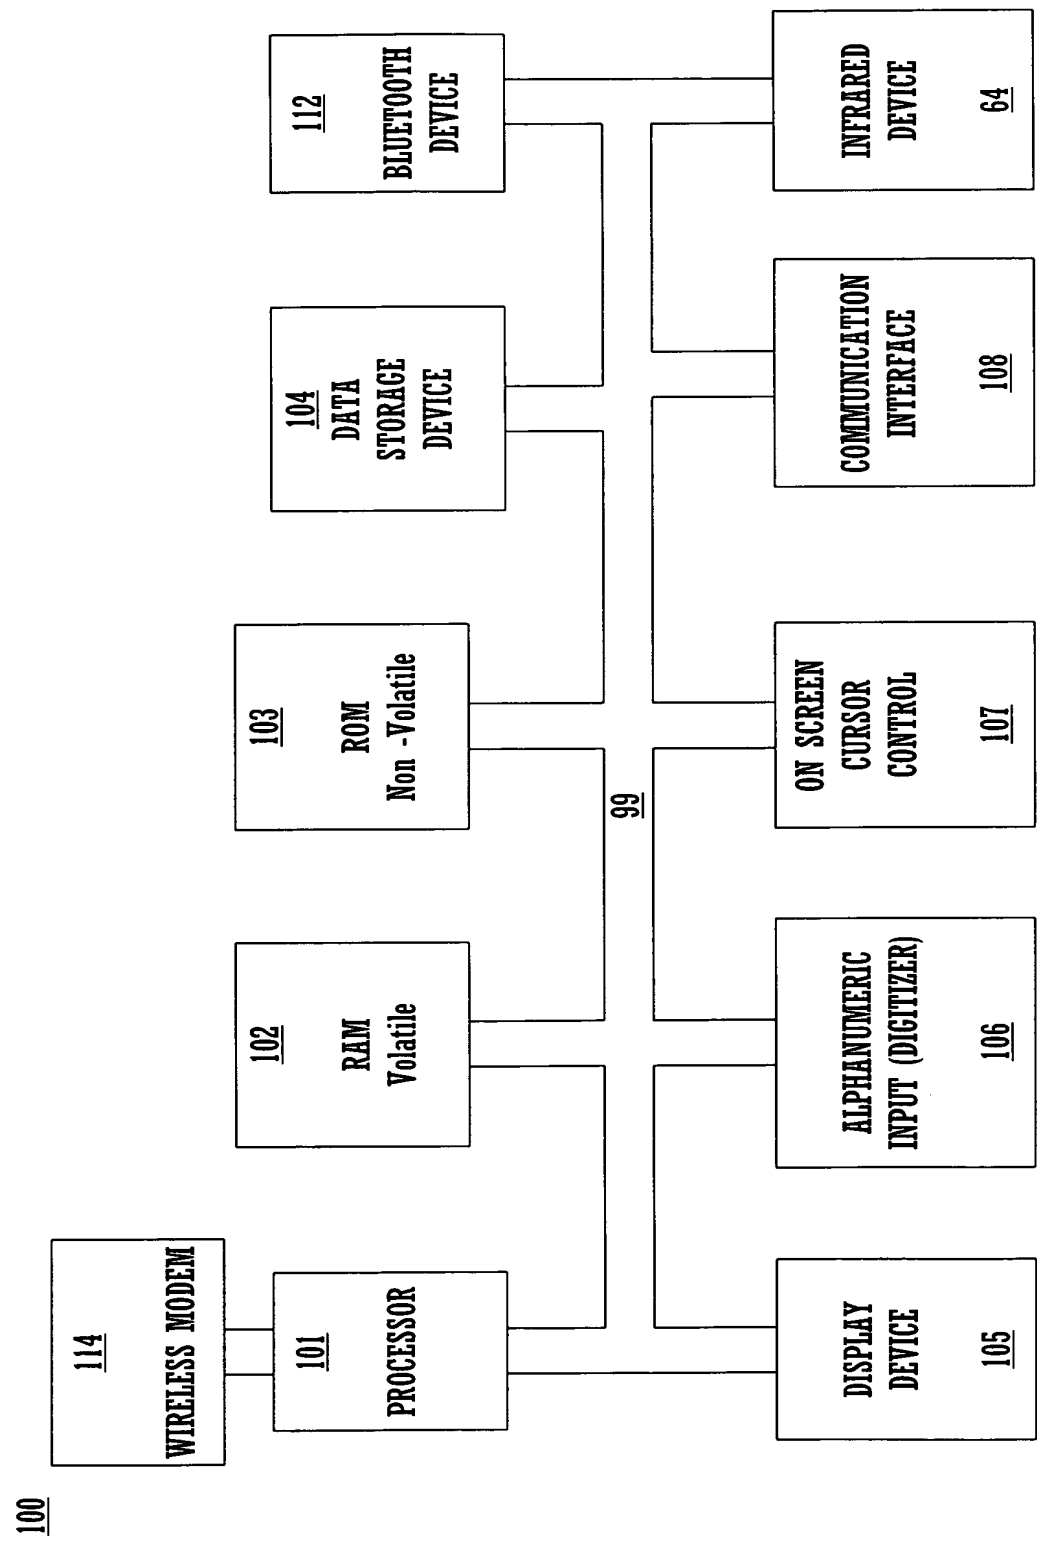 100
114
WIRELESS MODEM
101
PROCESSOR
102
RAM
Volatile
103
ROM
Non -Volatile
104
DATA
STORAGE
DEVICE
112
BLUETOOTH
DEVICE
99
DISPLAY
DEVICE
105
ALPHANUMERIC
INPUT (DIGITIZER)
106
ON SCREEN
CURSOR
CONTROL
107
COMMUNICATION
INTERFACE
108
INFRARED
DEVICE
64